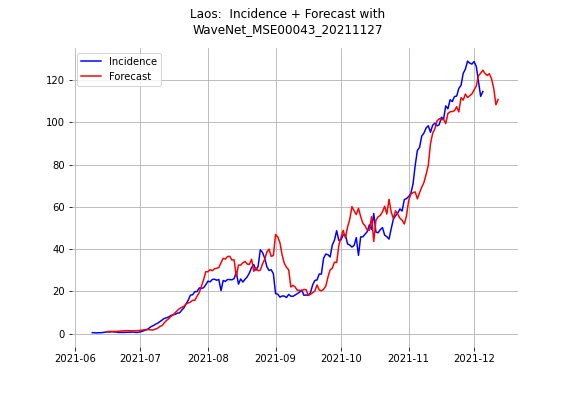 Laos:  Incidence + Forecast with
WaveNet_MSE00043_20211127
Incidence
Forecast
120
100
80
60
40
20
0
2021-06 2021-07 2021-08 2021-09 2021-10 2021-11 2021-12